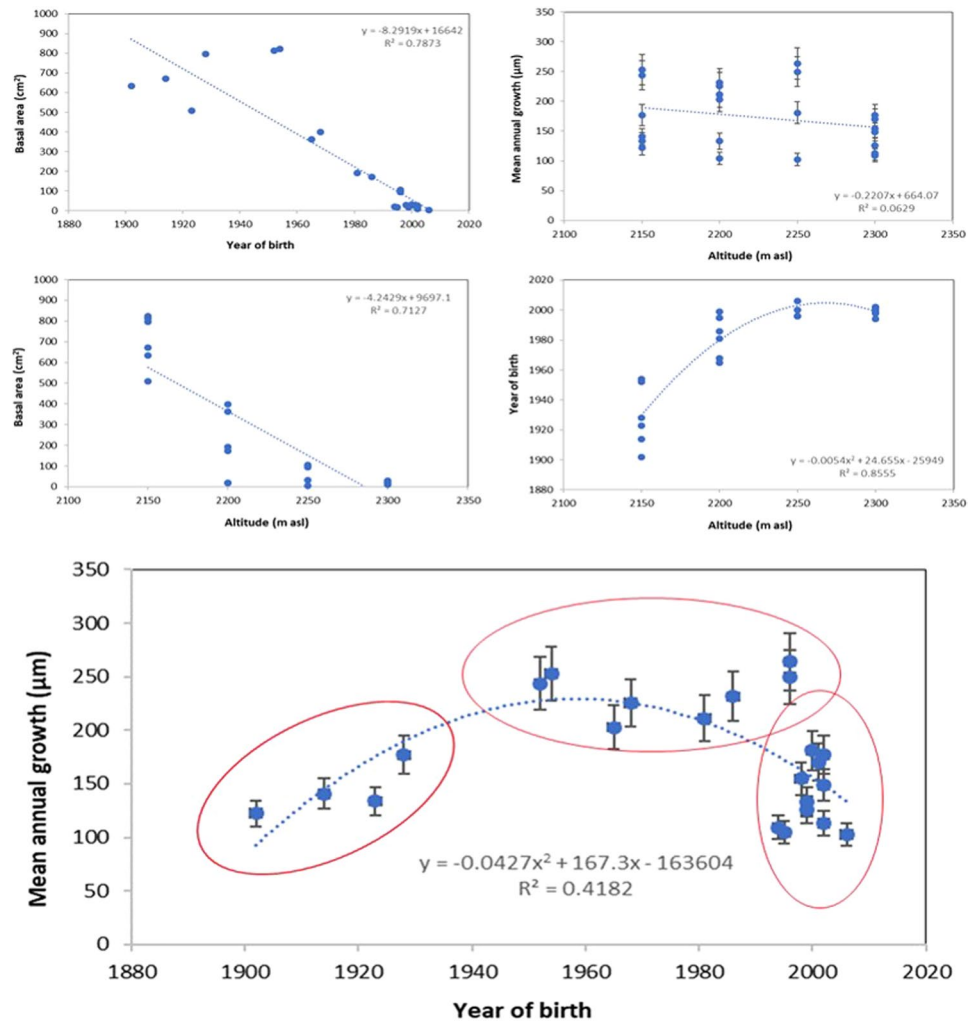 1000
900
800
700
600
500
400
300
200
100
0
Basal area (cm²)
y = -8.2919x + 16642
R² = 0.7873
1880 1900 1920 1940 1960 1980 2000 2020
Year of birth
350
300
250
200
150
100
50
0
Mean annual growth (μm)
y = -0.2207x + 664.07
R² = 0.0629
2100 2150 2200 2250 2300 2350
Altitude (m asl)
1000
900
800
700
600
500
400
300
200
100
0
Basal area (cm²)
y = -4.2429x + 9697.1
R² = 0.7127
2100 2150 2200 2250 2300 2350
Altitude (m asl)
2020
2000
1980
1960
1940
1920
1900
1880
Year of birth
y = -0.0054x² + 24.655x - 25949
R² = 0.8555
2100 2150 2200 2250 2300 2350
Altitude (m asl)
350
300
250
200
150
100
50
0
Mean annual growth (μm)
y = -0.0427x² + 167.3x - 163604
R² = 0.4182
1880 1900 1920 1940 1960 1980 2000 2020
Year of birth